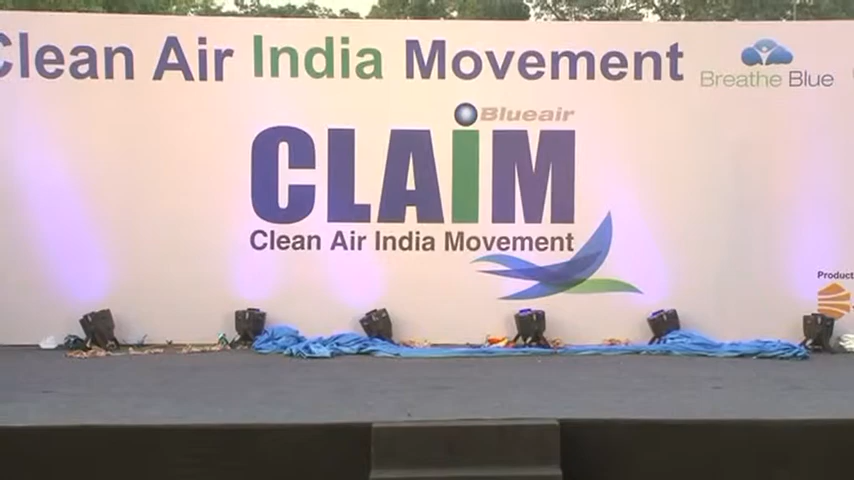 Clean Air India Movement
Breathe Blue
Blueair
CLAiM
Clean Air India Movement
Product